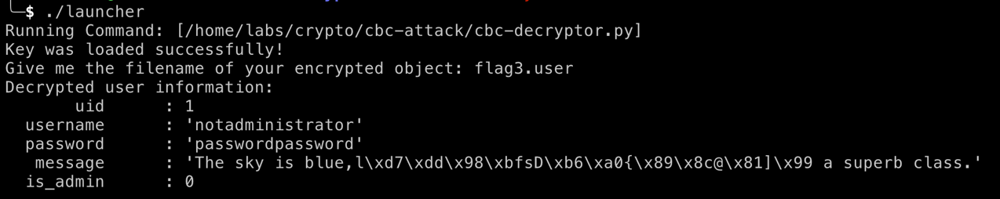 └─$ ./launcher
Running Command: [/home/labs/crypto/cbc-attack/cbc-decryptor.py]
Key was loaded successfully!
Give me the filename of your encrypted object: flag3.user
Decrypted user information:
uid : 1
username : 'notadministrator'
password : 'passwordpassword'
message : 'The sky is blue,l\xd7\xdd\x98\xbfsD\xb6\xa0{\x89\x8c@\x81]\x99 a superb class.'
is_admin : 0